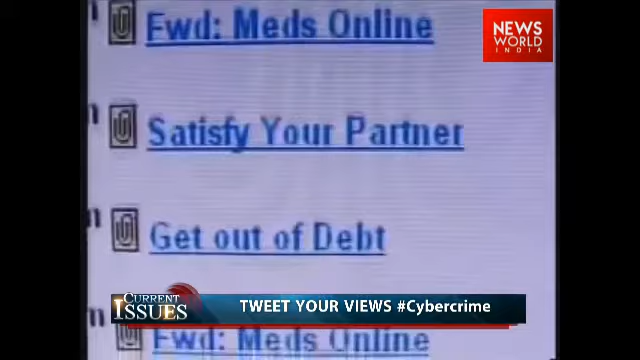 Fwd: Meds Online
NEWS
WORLD
INDIA
Satisfy Your Partner
Get out of Debt
CURRENT
ISSUES
TWEET YOUR VIEWS #Cybercrime
Fwd: Meds Online